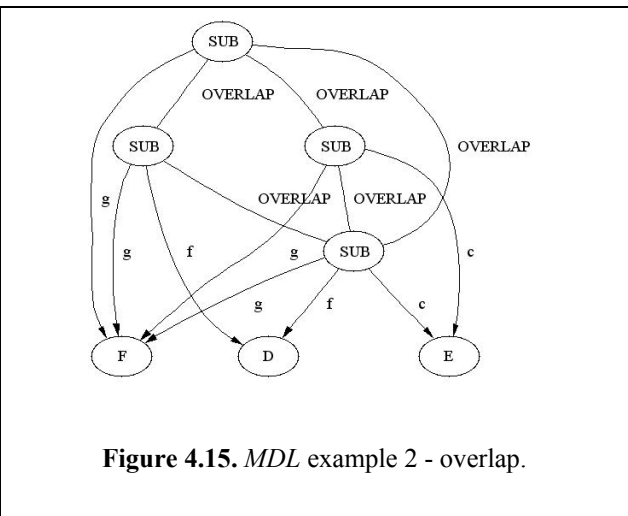 SUB
OVERLAP OVERLAP
SUB SUB OVERLAP
g OVERLAP OVERLAP
g f g SUB c
g f c
F D E
Figure 4.15. MDL example 2 - overlap.